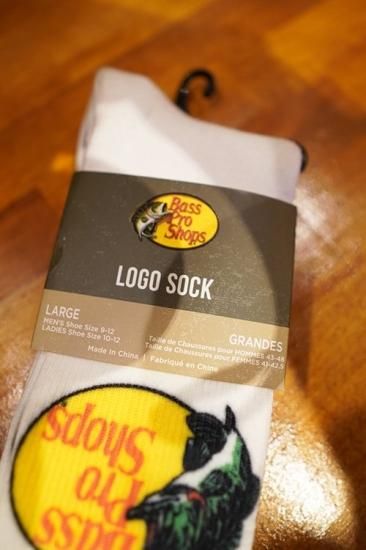 Bass
Pro
Shops
LOGO SOCK
LARGE
MEN'S Shoe Size 9-12
LADIES Shoe Size 10-12
GRANDES
Taille de Chaussures pour HOMMES 43-48
Taille de Chaussures pour FEMMES 41-42.5
Made In China | Fabriqué en Chine
Bass
Pro
Shops